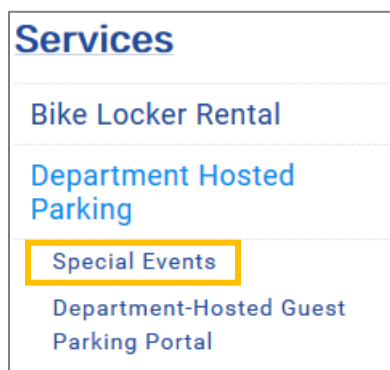 Services
Bike Locker Rental
Department Hosted
Parking
Special Events
Department-Hosted Guest
Parking Portal